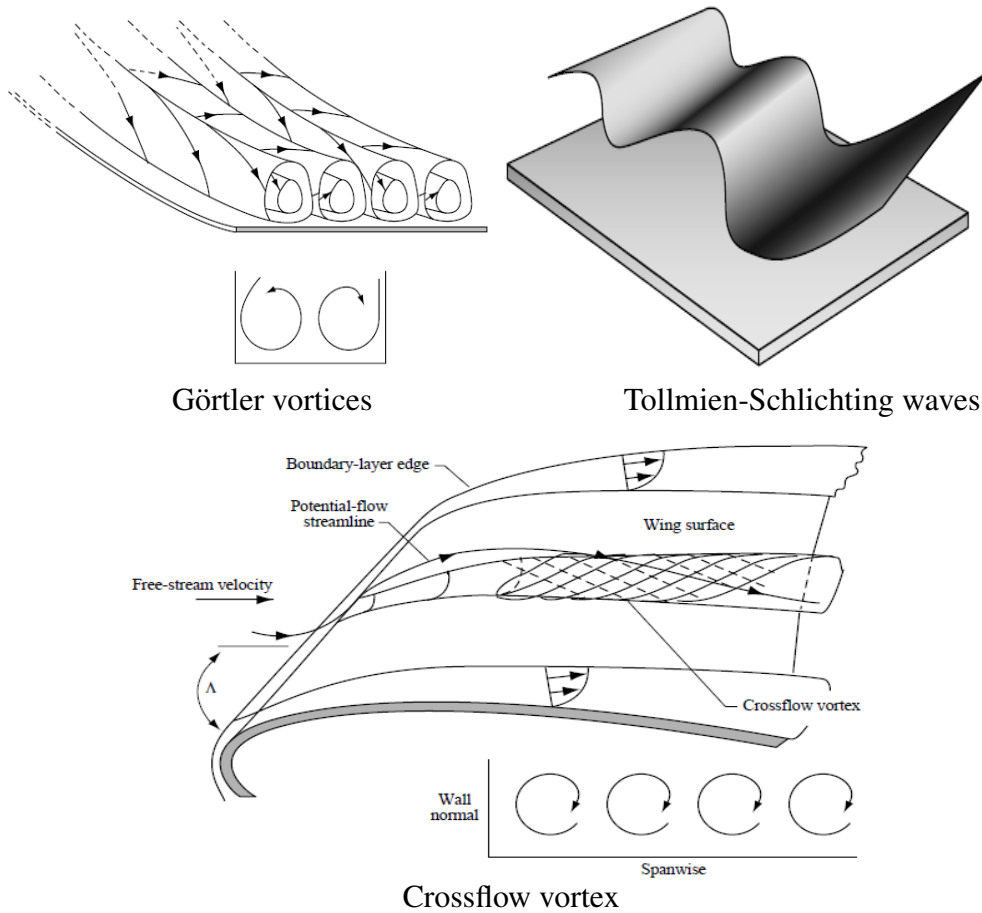 Görtler vortices
Tollmien-Schlichting waves
Boundary-layer edge
Potential-flow
streamline
Wing surface
Free-stream velocity
Λ
Crossflow vortex
Wall
normal
Spanwise
Crossflow vortex